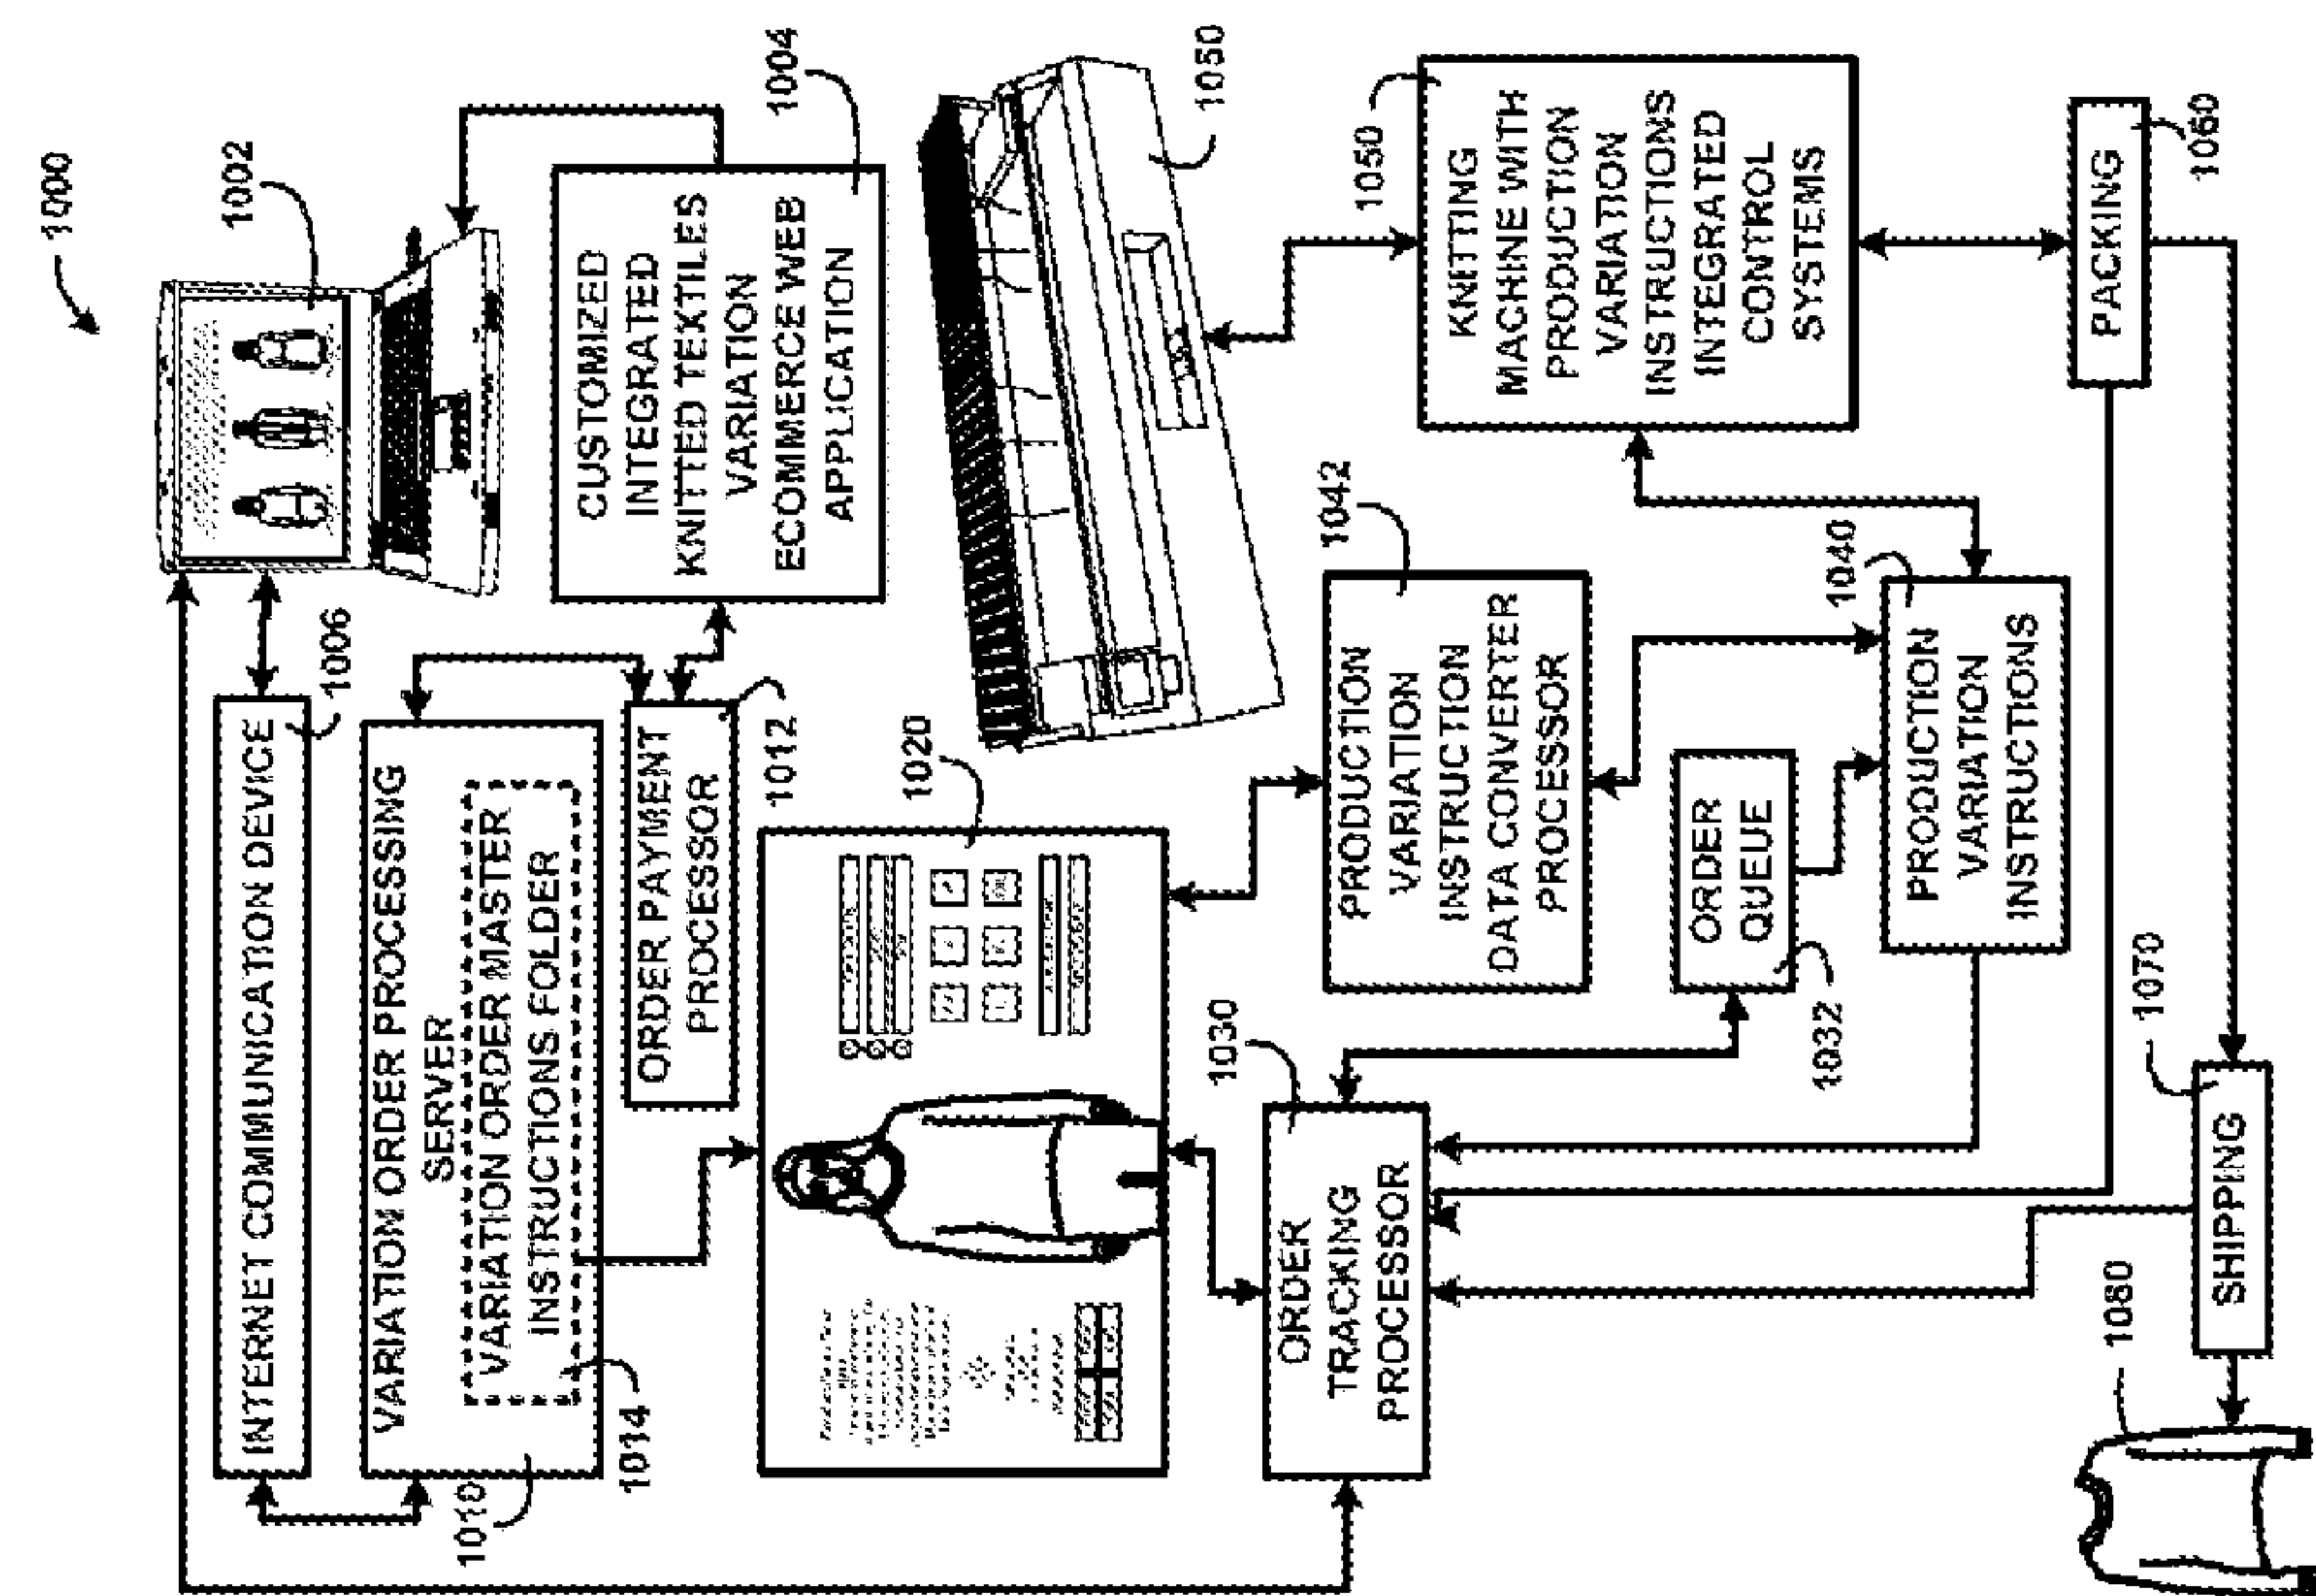 1000
1002
1004
1006
INTERNET COMMUNICATION DEVICE
VARIATION ORDER PROCESSING
SERVER
VARIATION ORDER MASTER
INSTRUCTIONS FOLDER
1010
1014
ORDER PAYMENT
PROCESSOR
1012
CUSTOMIZED
INTEGRATED
KNITTED TEXTILES
VARIATION
ECOMMERCE WEB
APPLICATION
1020
1050
ORDER
TRACKING
PROCESSOR
1030
PRODUCTION
VARIATION
INSTRUCTION
DATA CONVERTER
PROCESSOR
1042
KNITTING
MACHINE WITH
PRODUCTION
VARIATION
INSTRUCTIONS
INTEGRATED
CONTROL
SYSTEMS
1050
ORDER
QUEUE
1032
PRODUCTION
VARIATION
INSTRUCTIONS
1040
PACKING
1060
SHIPPING
1070
1080